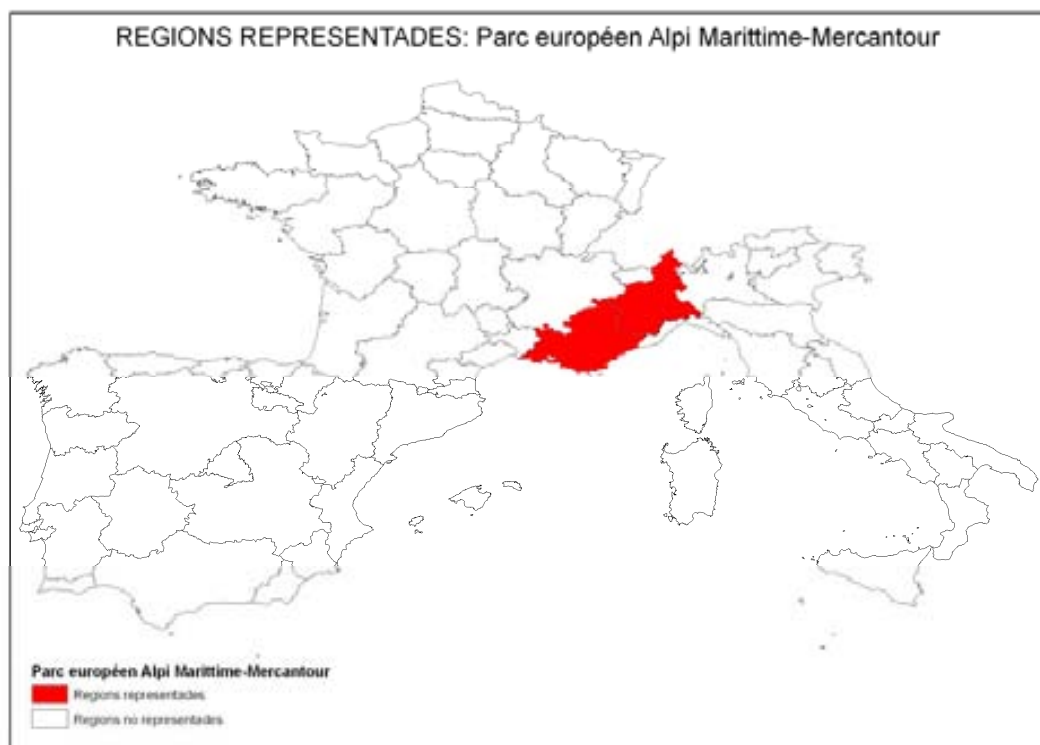 REGIONS REPRESENTADES: Parc européen Alpi Marittime-Mercantour
Parc européen Alpi Marittime-Mercantour
Regions representades
Regions no representades